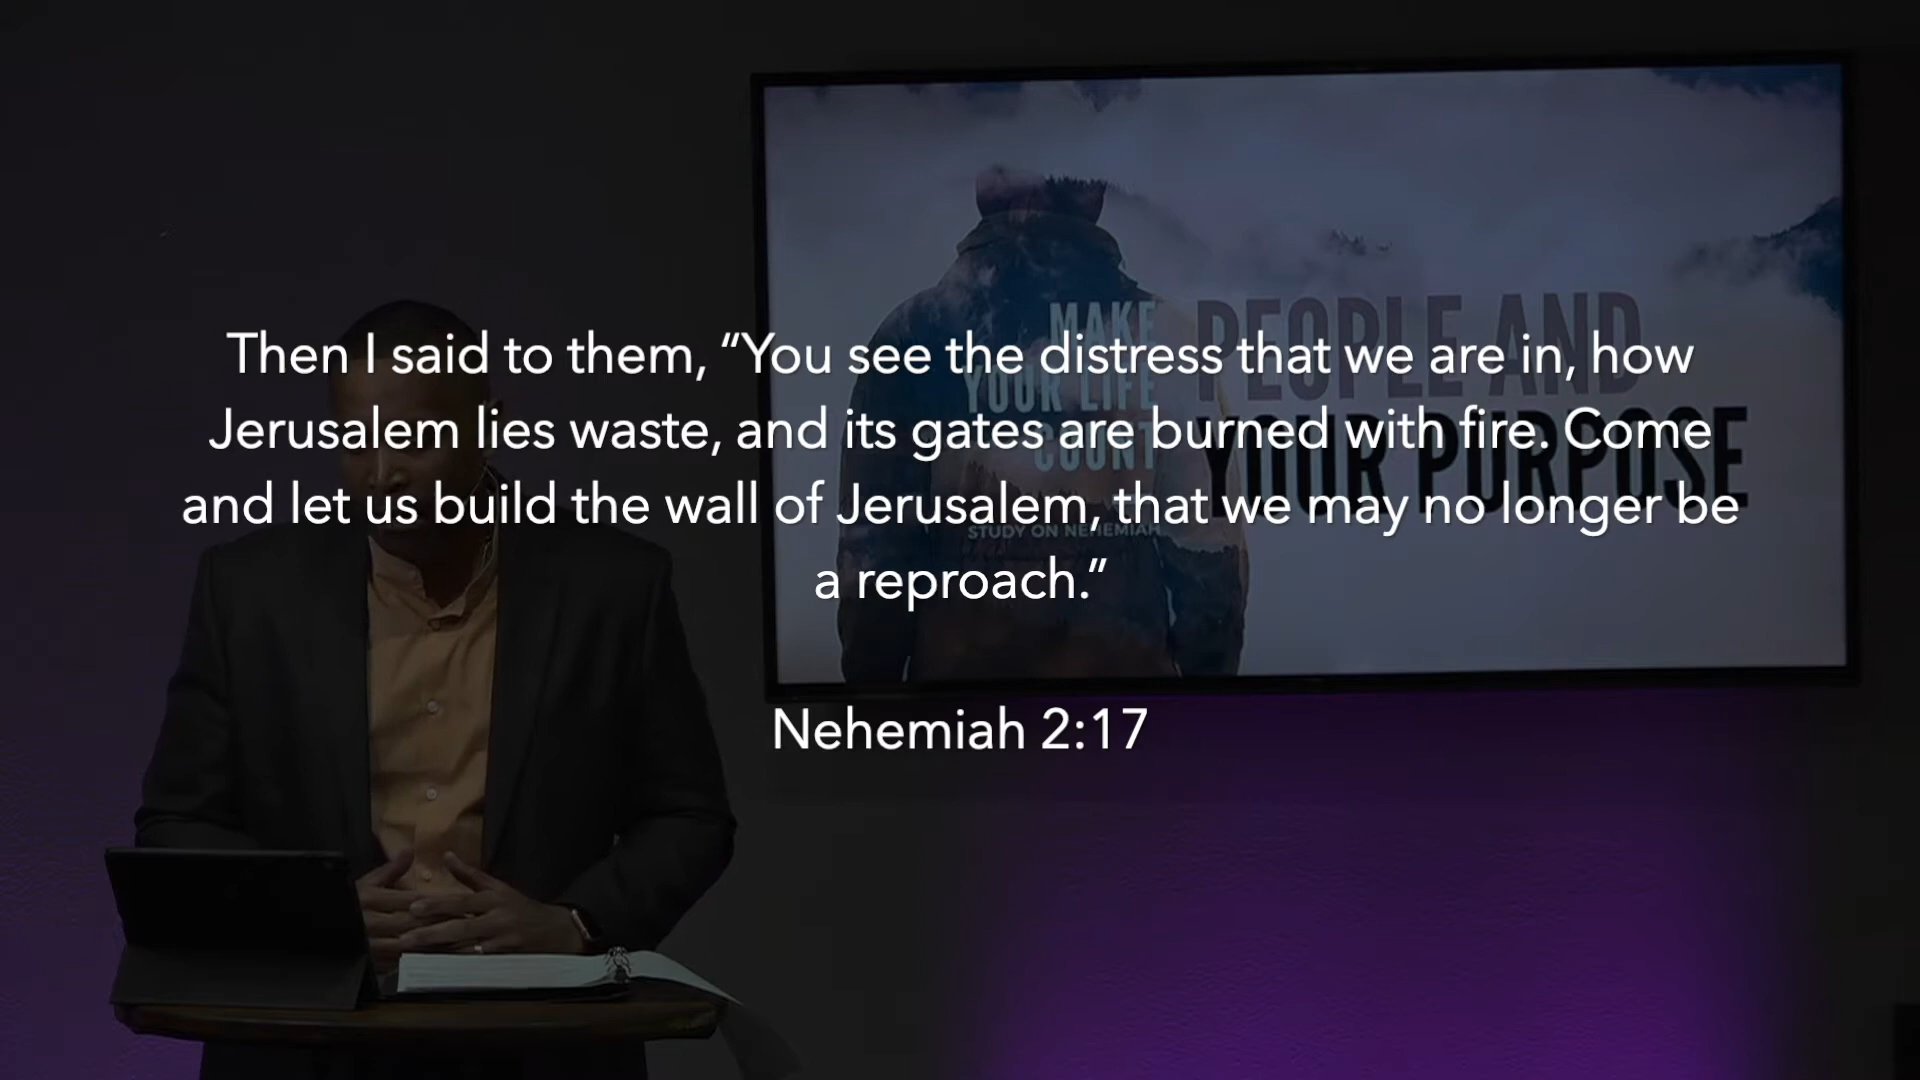 Then I said to them, “You see the distress that we are in, how
Jerusalem lies waste, and its gates are burned with fire. Come
and let us build the wall of Jerusalem, that we may no longer be
a reproach.”
Nehemiah 2:17
MAKE
YOUR LIFE
COUNT
STUDY ON NEHEMIAH
PEOPLE AND
YOUR PURPOSE